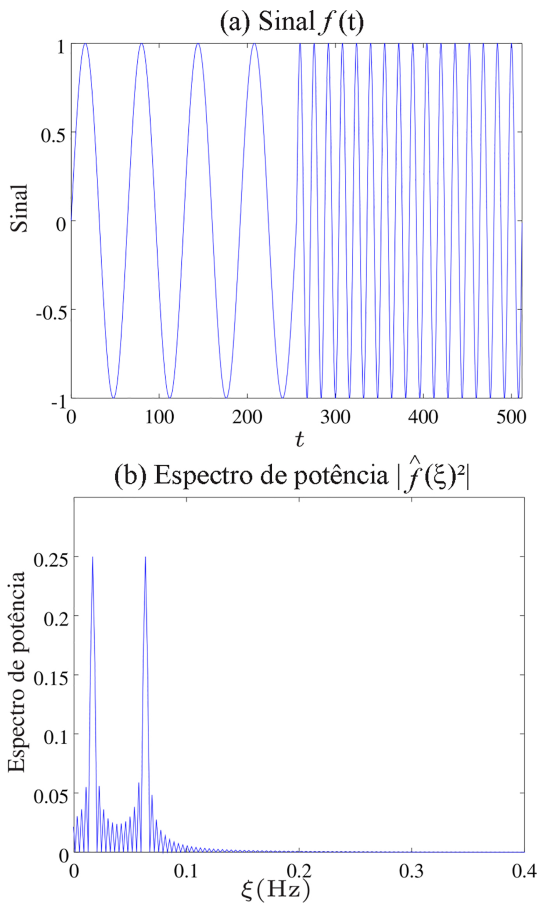 (a) Sinal f (t)
1
0.5
0
-0.5
-1
Sinal
0 100 200 300 400 500
t
(b) Espectro de potência |f̂ (ξ)²|
0.25
0.2
0.15
0.1
0.05
0
Espectro de potência
0 0.1 0.2 0.3 0.4
ξ(Hz)